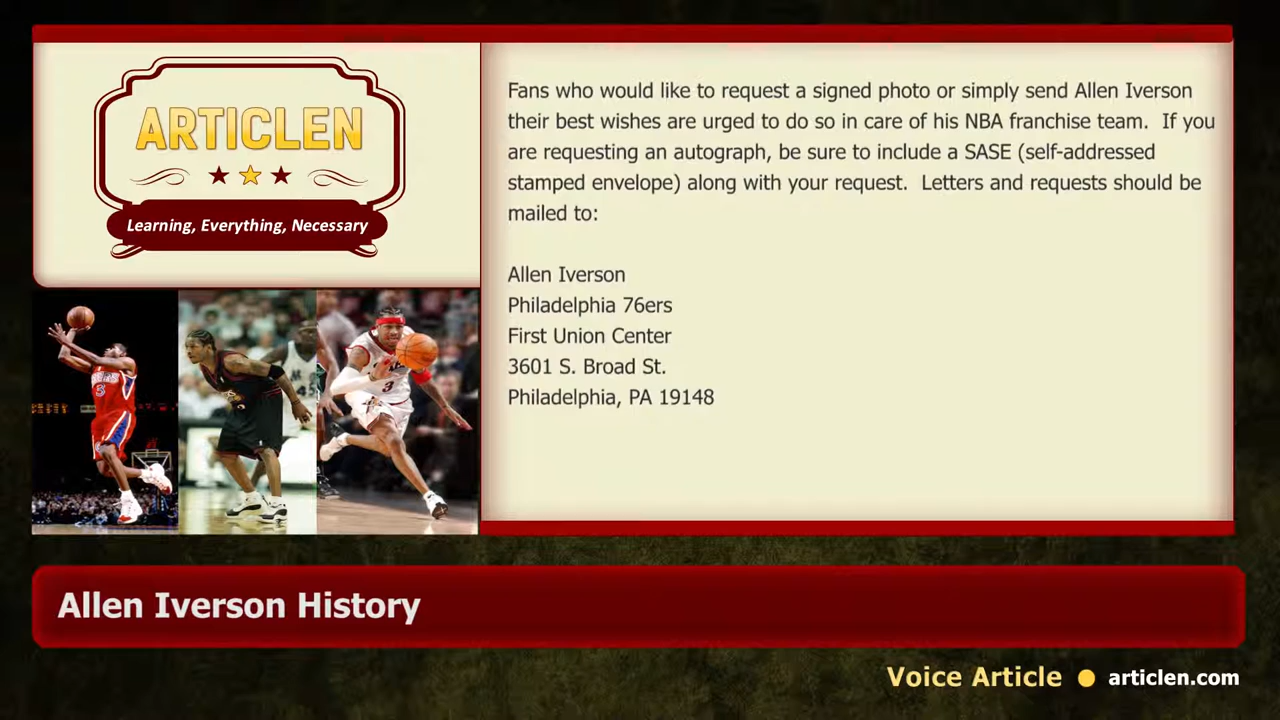 ARTICLEN
Learning, Everything, Necessary
Fans who would like to request a signed photo or simply send Allen Iverson
their best wishes are urged to do so in care of his NBA franchise team.  If you
are requesting an autograph, be sure to include a SASE (self-addressed
stamped envelope) along with your request.  Letters and requests should be
mailed to:
Allen Iverson
Philadelphia 76ers
First Union Center
3601 S. Broad St.
Philadelphia, PA 19148
3
3
Allen Iverson History
Voice Article
articlen.com